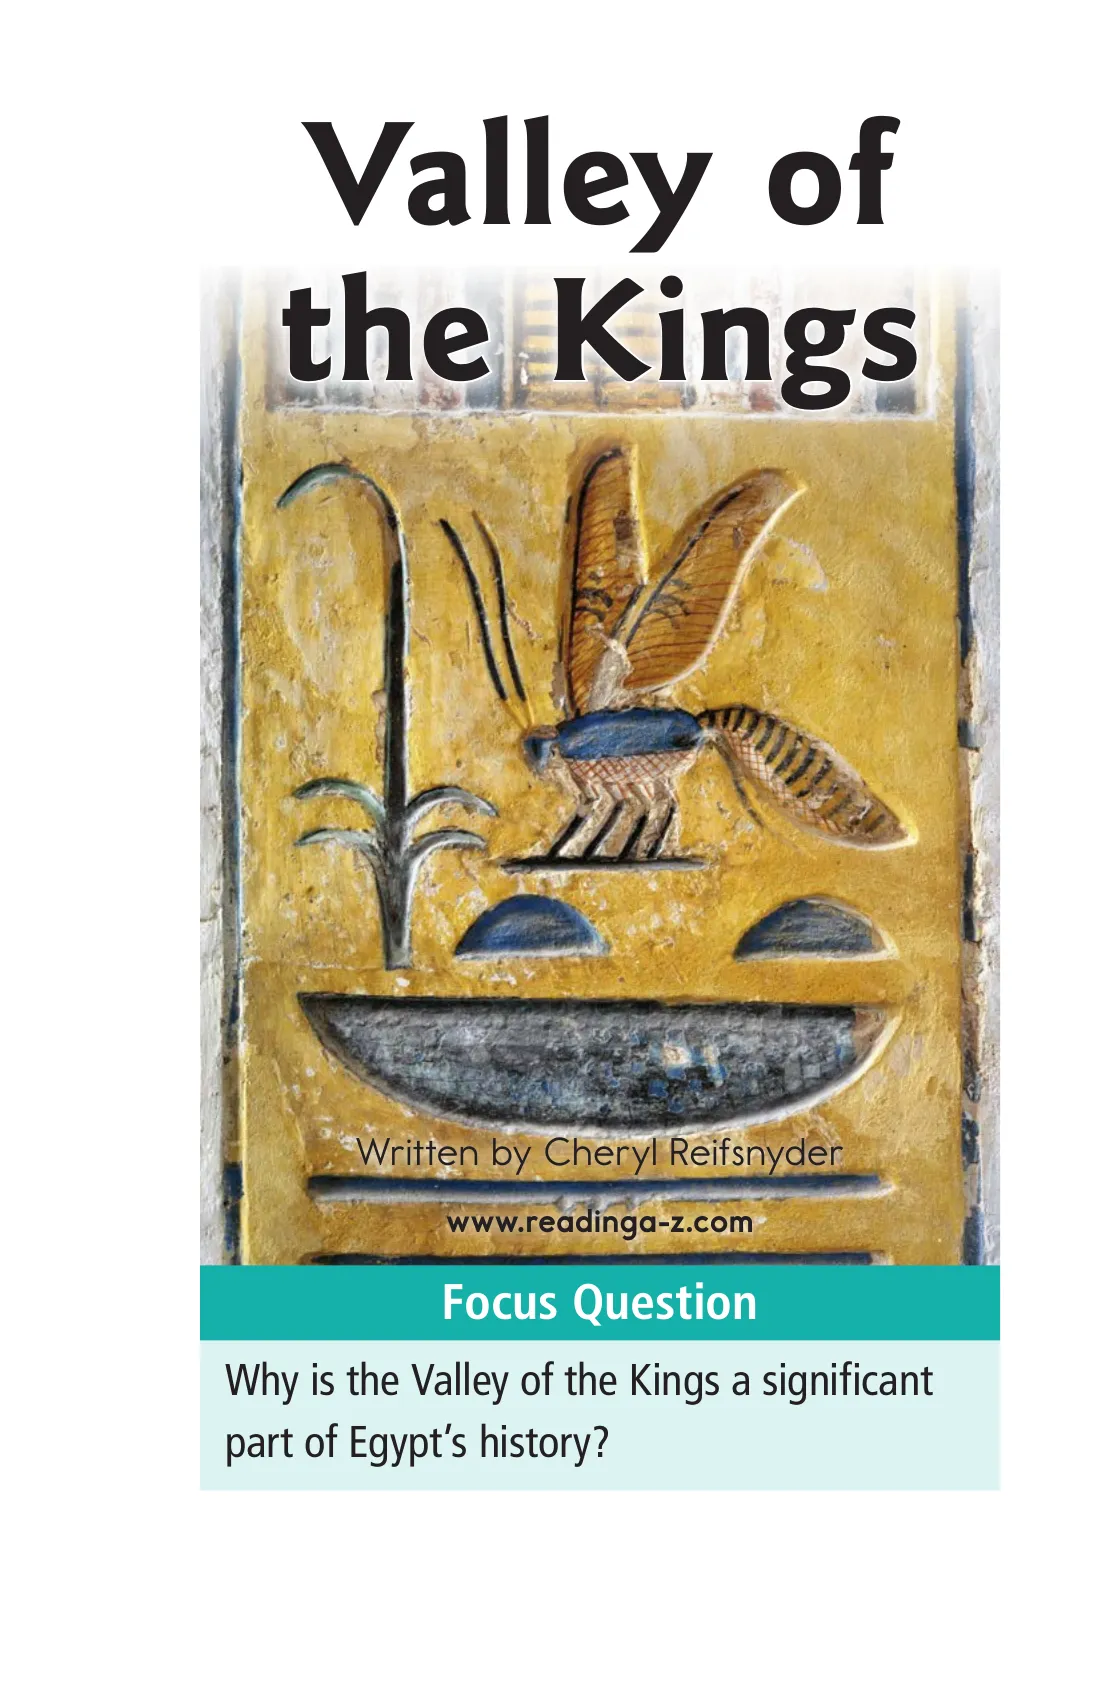 Valley of
the Kings
Written by Cheryl Reifsnyder
www.readinga-z.com
Focus Question
Why is the Valley of the Kings a significant
part of Egypt’s history?